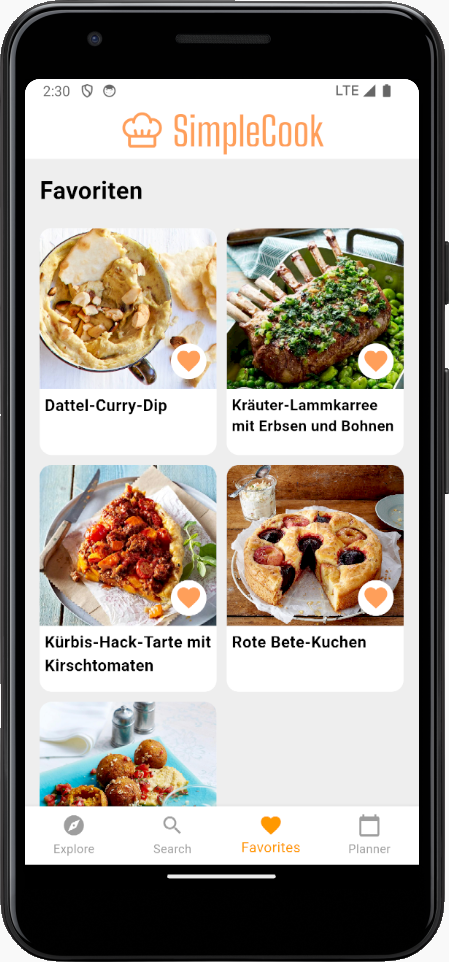 2:30
LTE
SimpleCook
Favoriten
Dattel-Curry-Dip
Kräuter-Lammkarree
mit Erbsen und Bohnen
Kürbis-Hack-Tarte mit
Kirschtomaten
Rote Bete-Kuchen
Explore
Search
Favorites
Planner